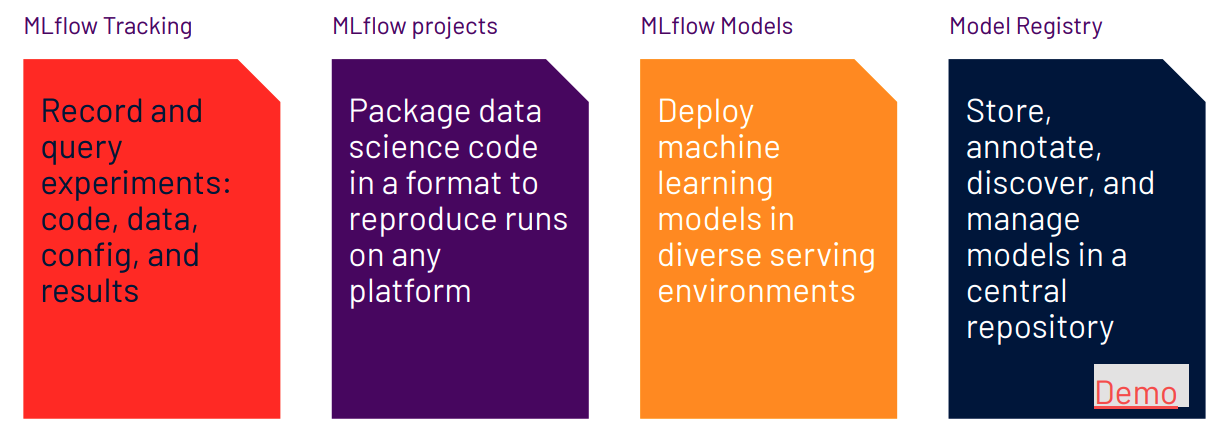 MLflow Tracking
Record and
query
experiments:
code, data,
config, and
results
MLflow projects
Package data
science code
in a format to
reproduce runs
on any
platform
MLflow Models
Deploy
machine
learning
models in
diverse serving
environments
Model Registry
Store,
annotate,
discover, and
manage
models in a
central
repository
Demo